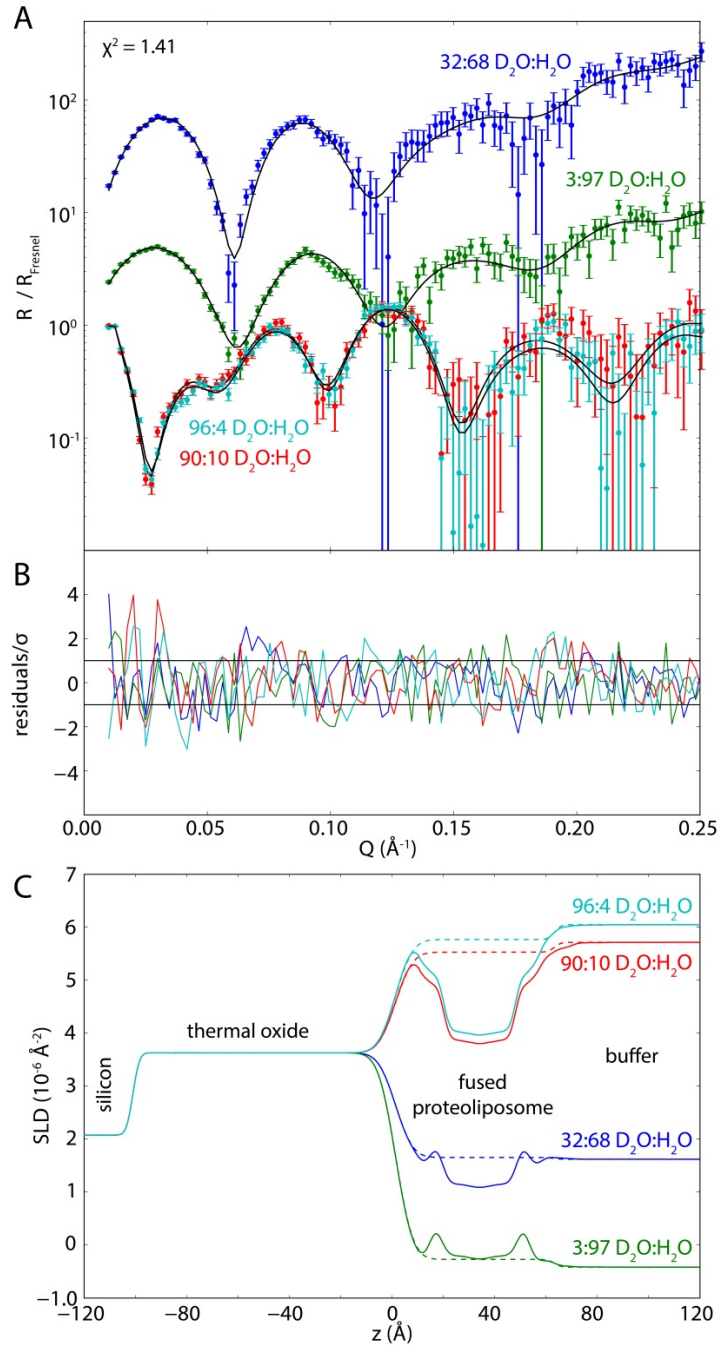 A
χ² = 1.41
32:68 D₂O:H₂O
10²
3:97 D₂O:H₂O
10¹
R / R_Fresnel
10⁰
96:4 D₂O:H₂O
90:10 D₂O:H₂O
10⁻¹
B
4
2
0
−2
−4
residuals/σ
0.00 0.05 0.10 0.15 0.20 0.25
Q (Å⁻¹)
C
7
6
5
4
3
2
1
0
−1.0
SLD (10⁻⁶ Å⁻²)
96:4 D₂O:H₂O
90:10 D₂O:H₂O
thermal oxide
silicon
buffer
fused
proteoliposome
32:68 D₂O:H₂O
3:97 D₂O:H₂O
−120 −80 −40 0 40 80 120
z (Å)